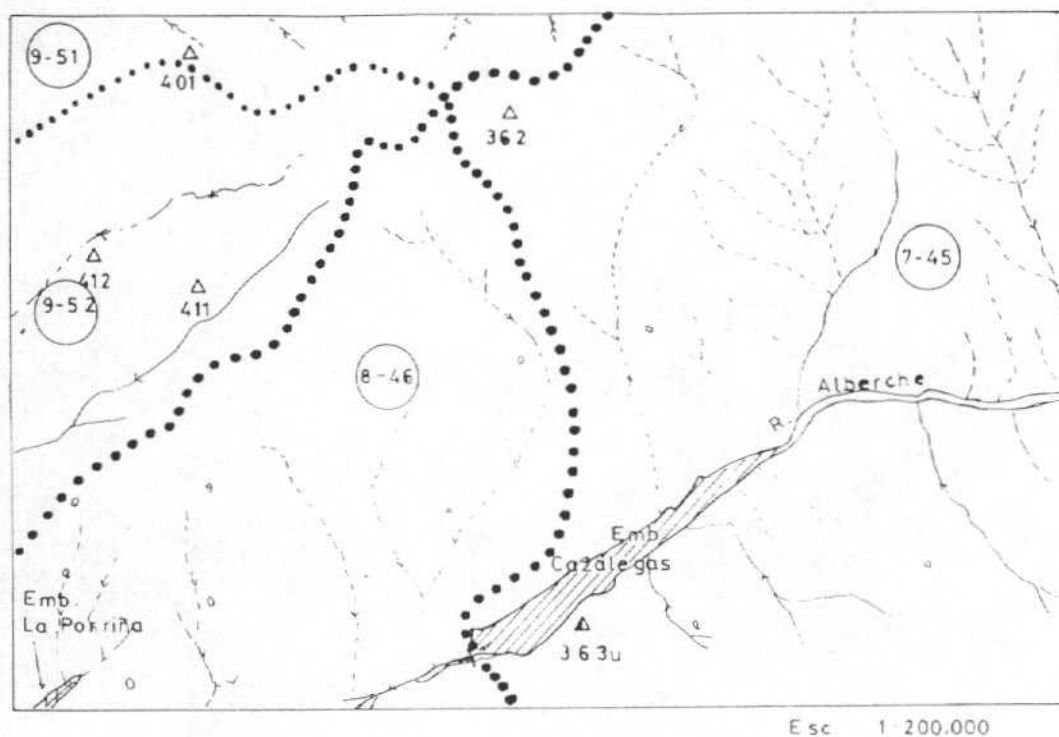 9-51
401
362
412
9-52
411
7-45
8-46
Alberche
R.
Emb.
Cazalegas
Emb.
La Porriña
363u
Esc. 1:200.000